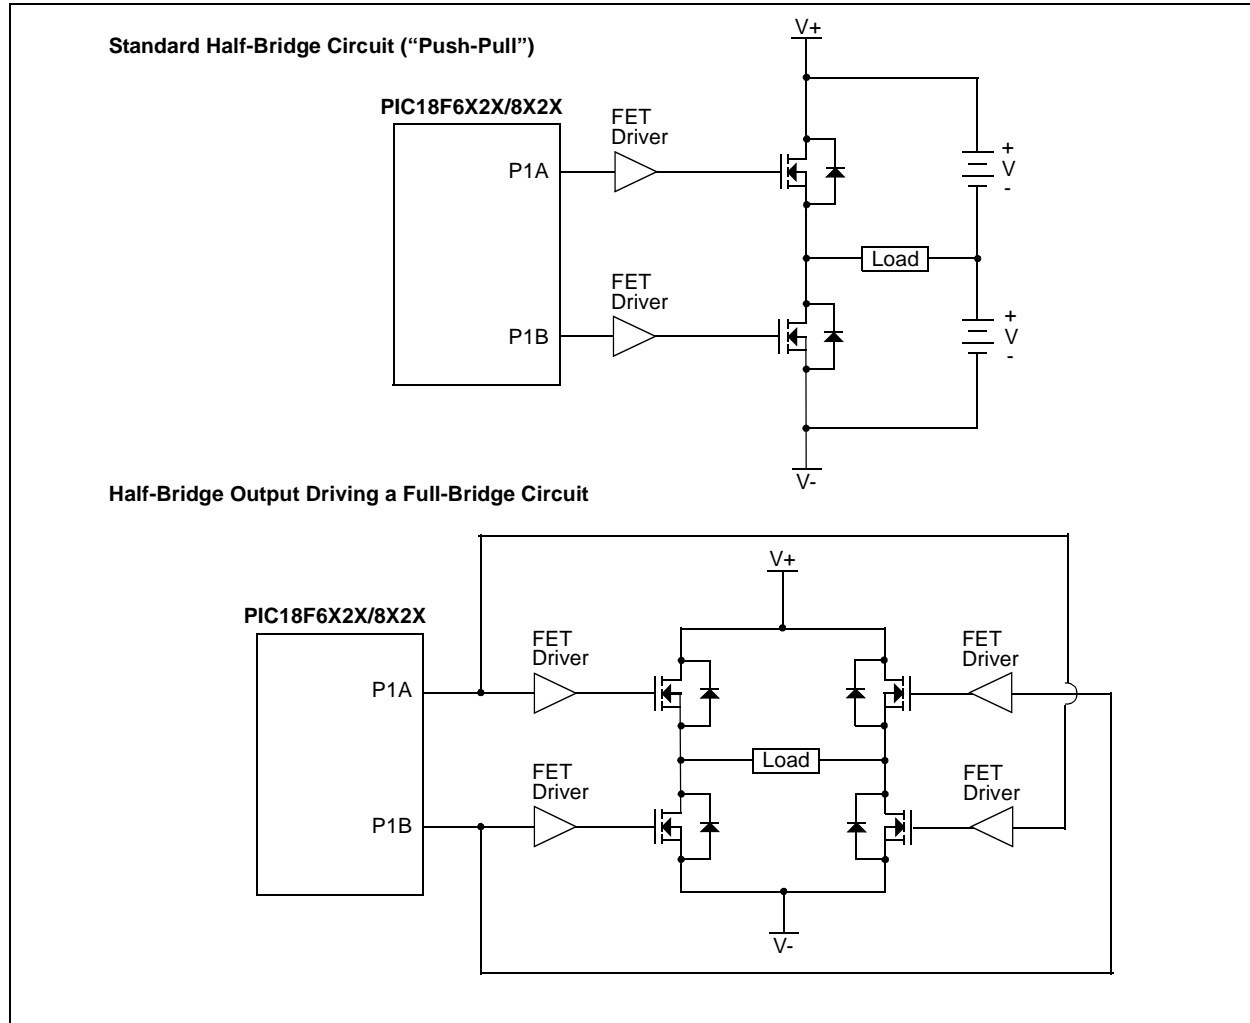 Standard Half-Bridge Circuit (“Push-Pull”)
V+
PIC18F6X2X/8X2X
FET
Driver
P1A
+
V
-
Load
FET
Driver
P1B
+
V
-
V-
Half-Bridge Output Driving a Full-Bridge Circuit
V+
PIC18F6X2X/8X2X
FET
Driver
FET
Driver
P1A
Load
FET
Driver
FET
Driver
P1B
V-